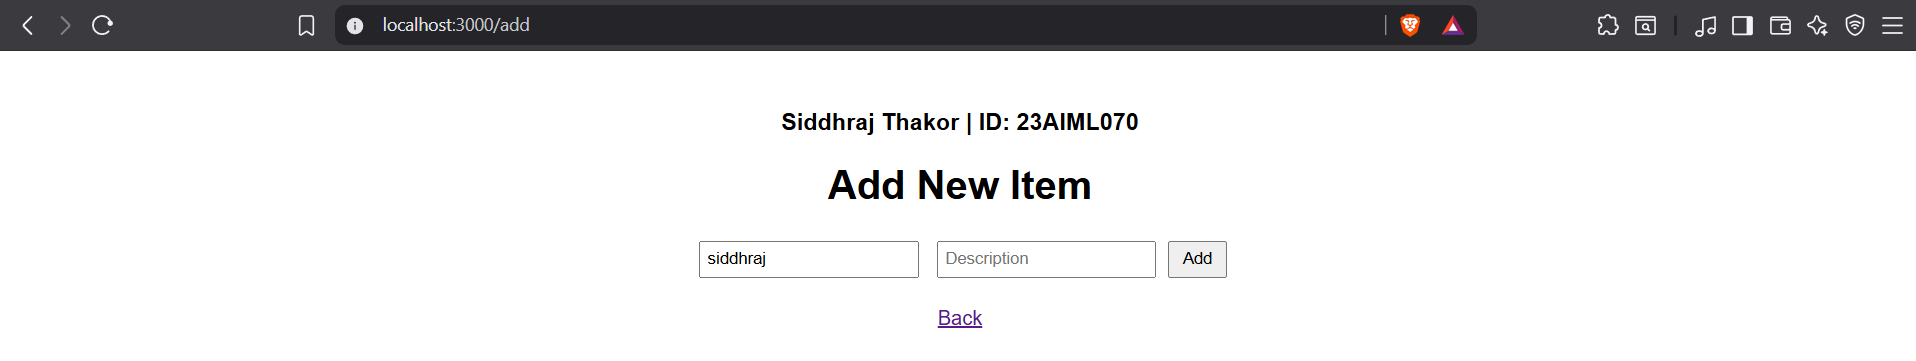 localhost:3000/add
Siddhraj Thakor | ID: 23AIML070
Add New Item
siddhraj Description Add
Back